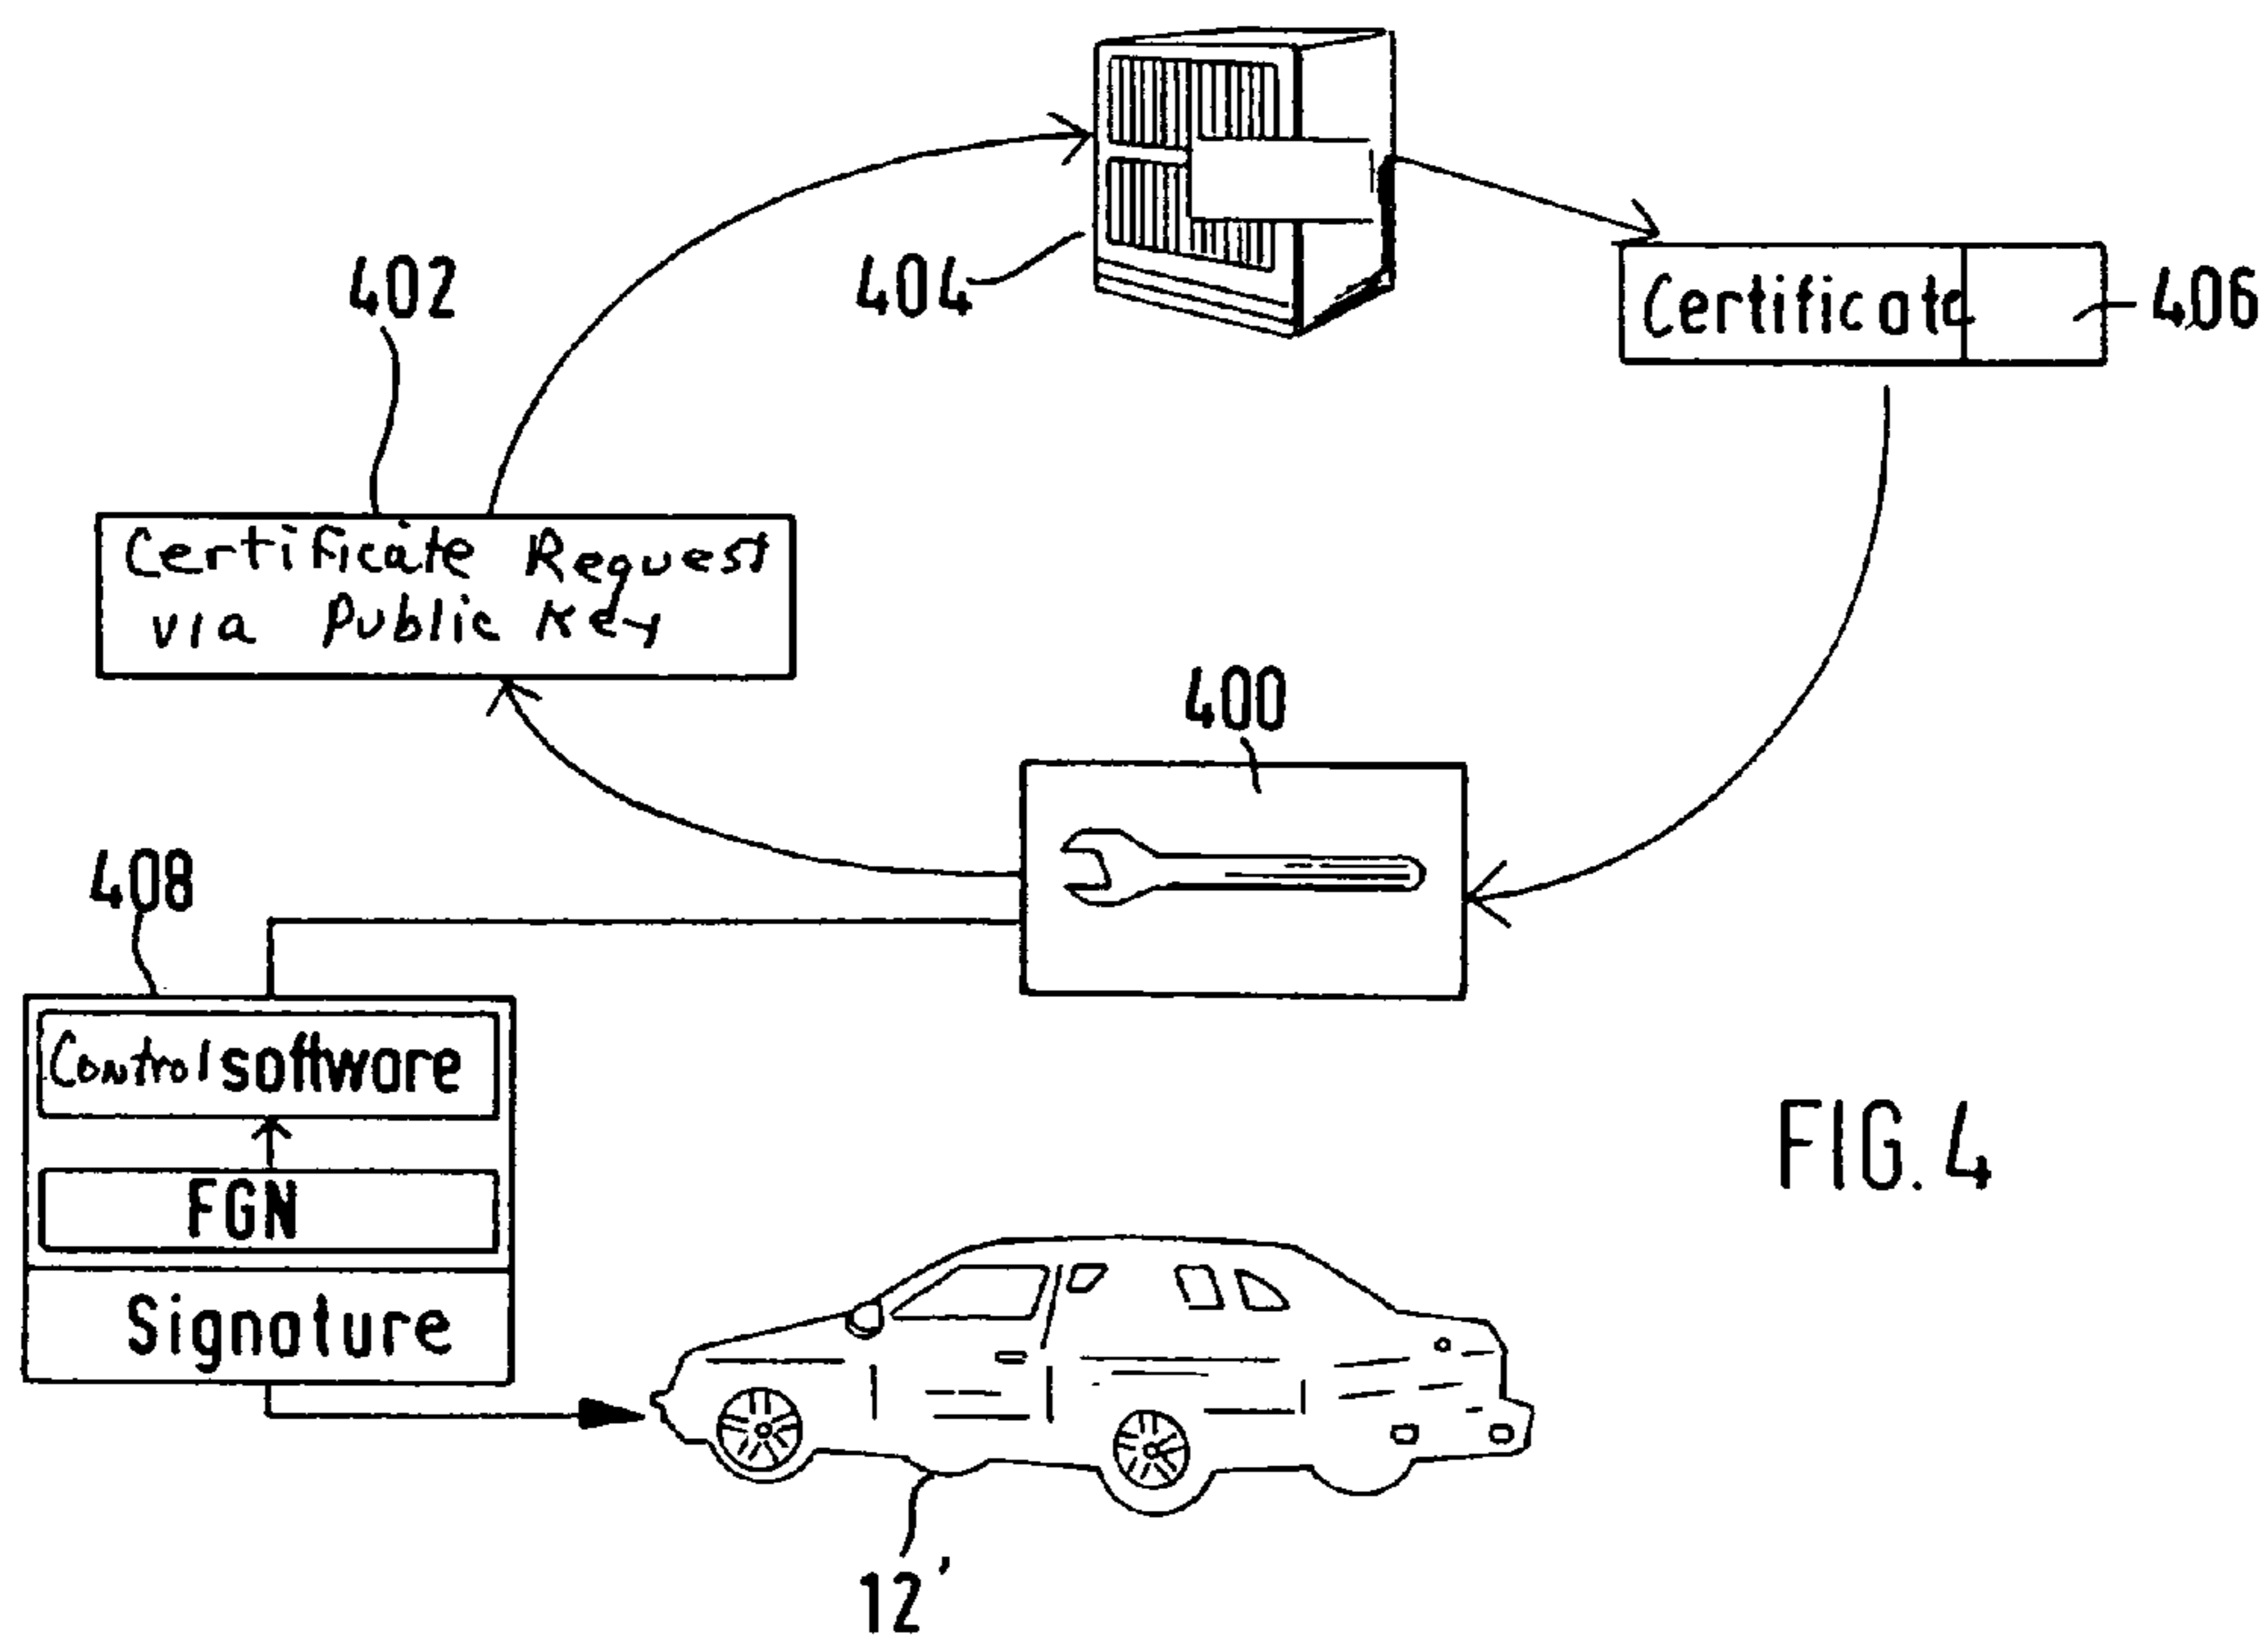 402
404
Certificate
406
Certificate Request
via Public Key
400
408
Control software
FGN
Signature
FIG. 4
12'